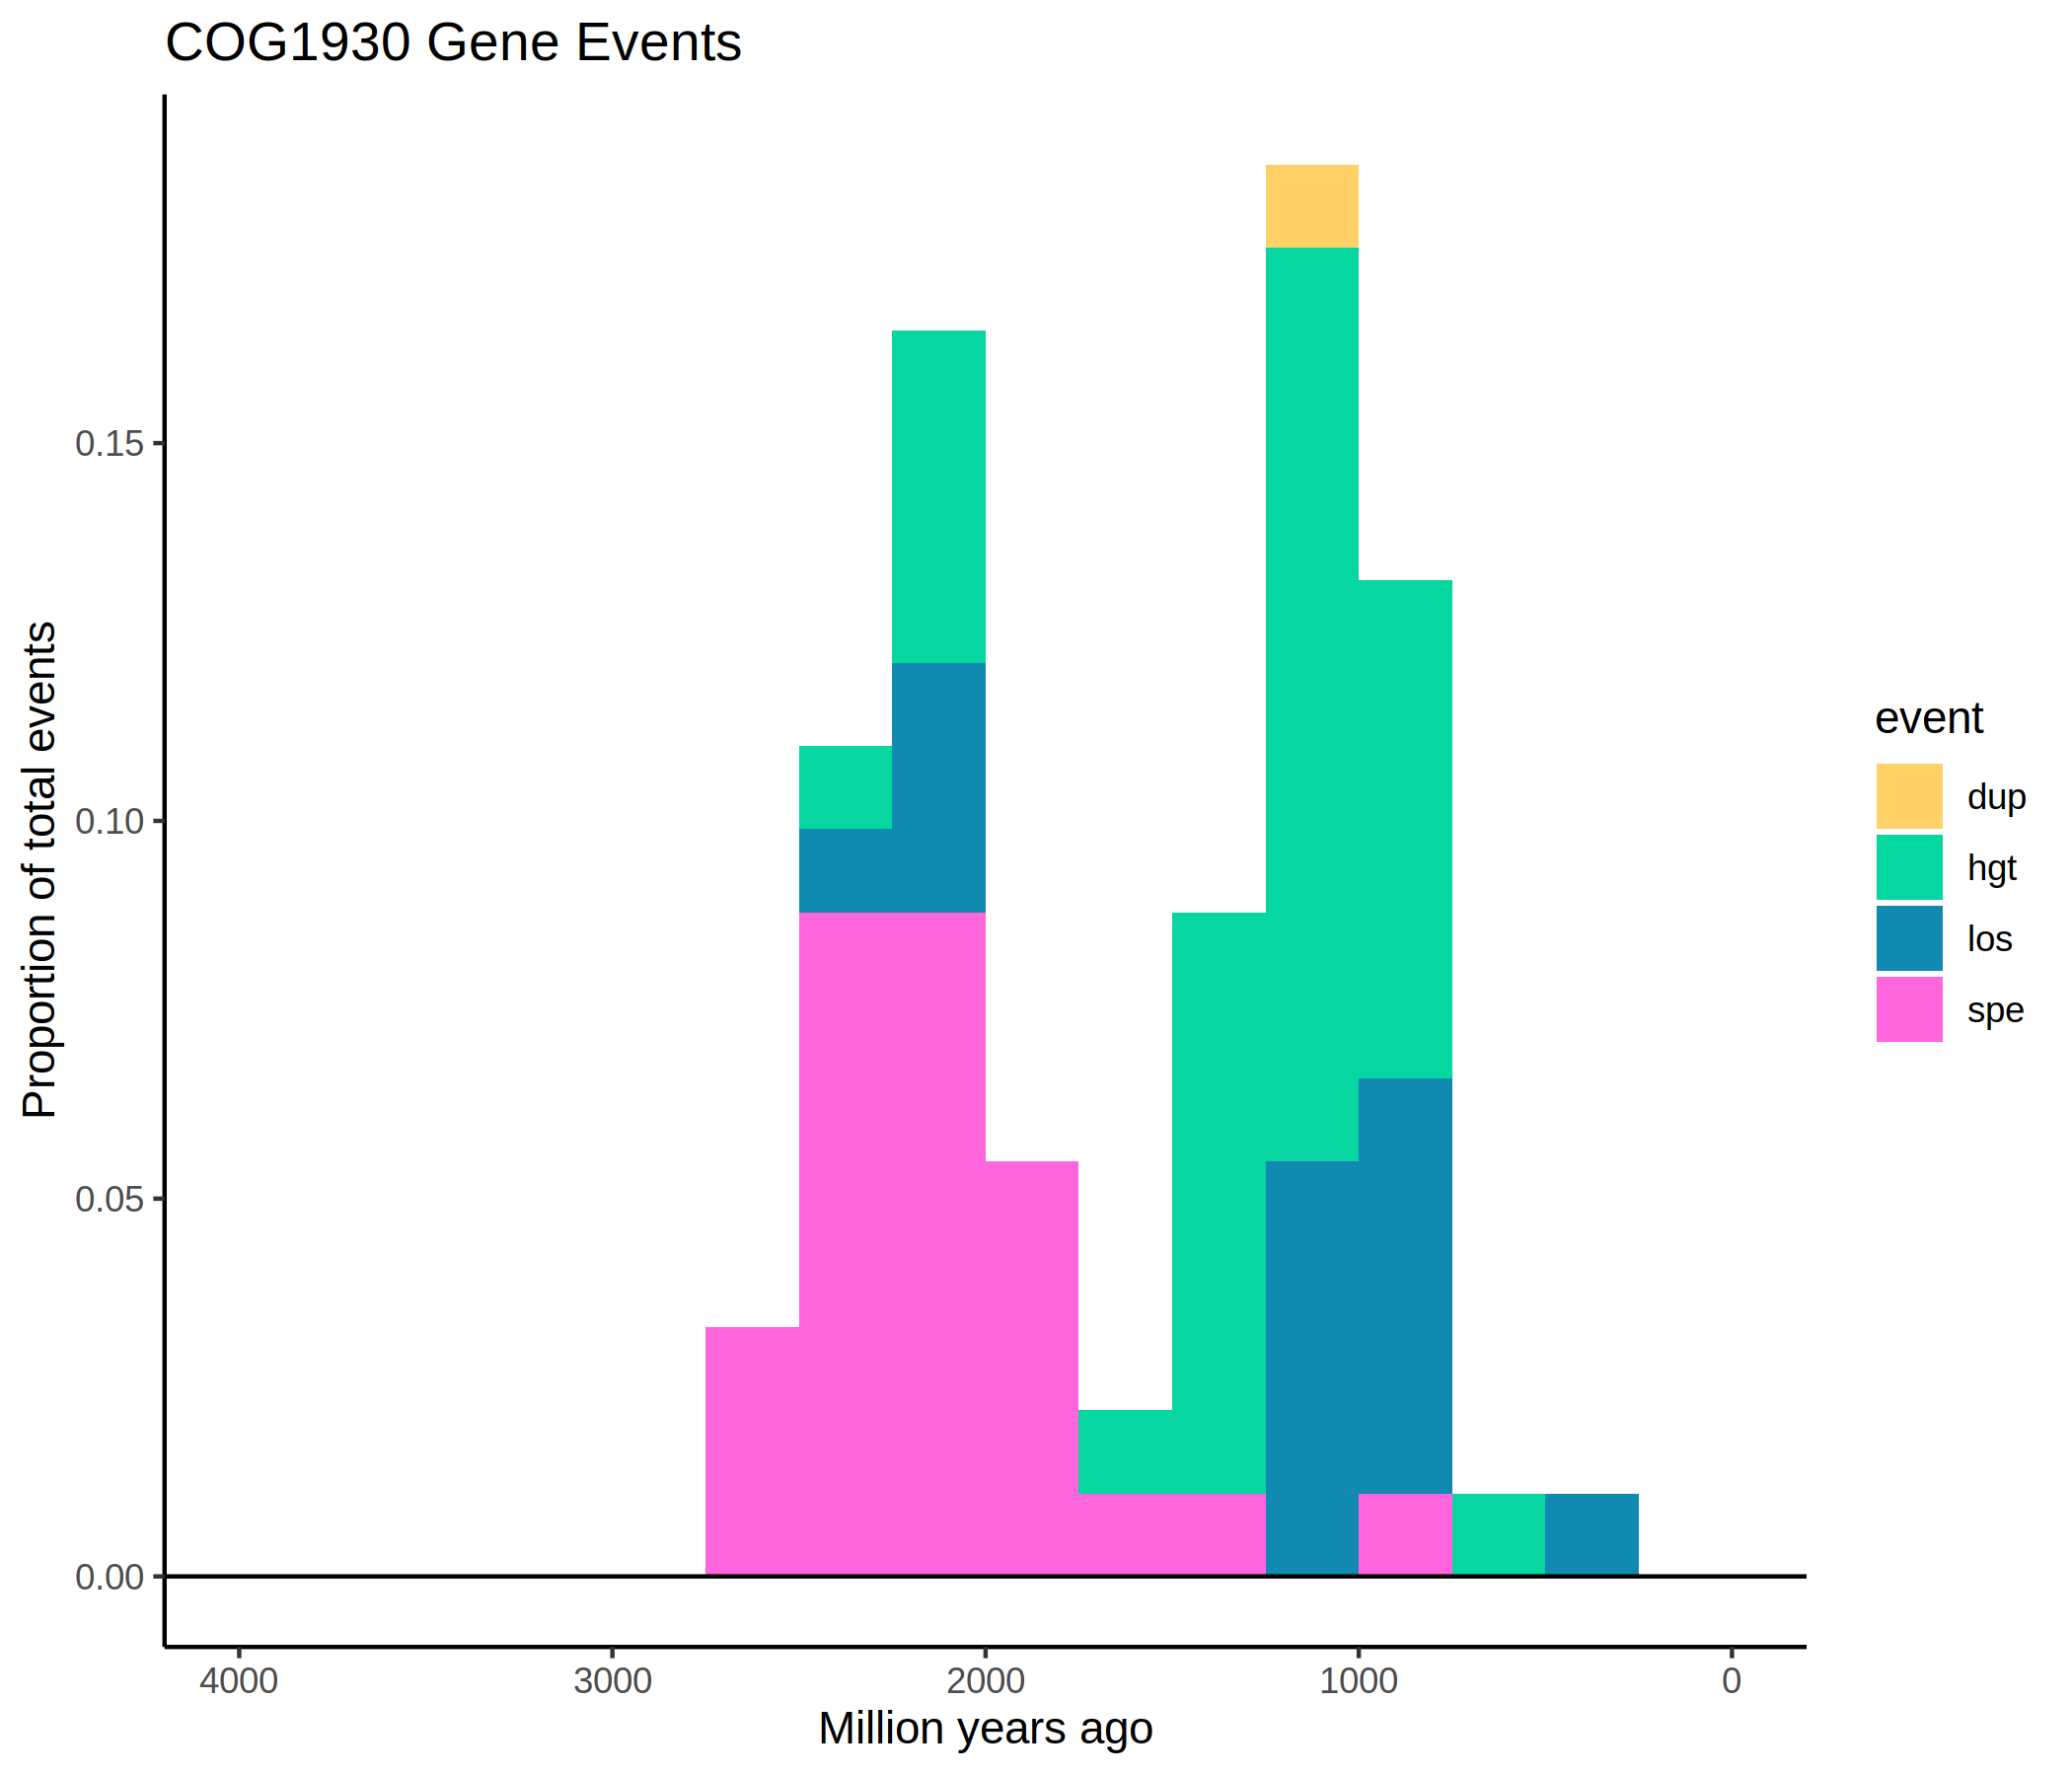 COG1930 Gene Events
Proportion of total events
0.15
0.10
0.05
0.00
4000 3000 2000 1000 0
Million years ago
event
dup
hgt
los
spe